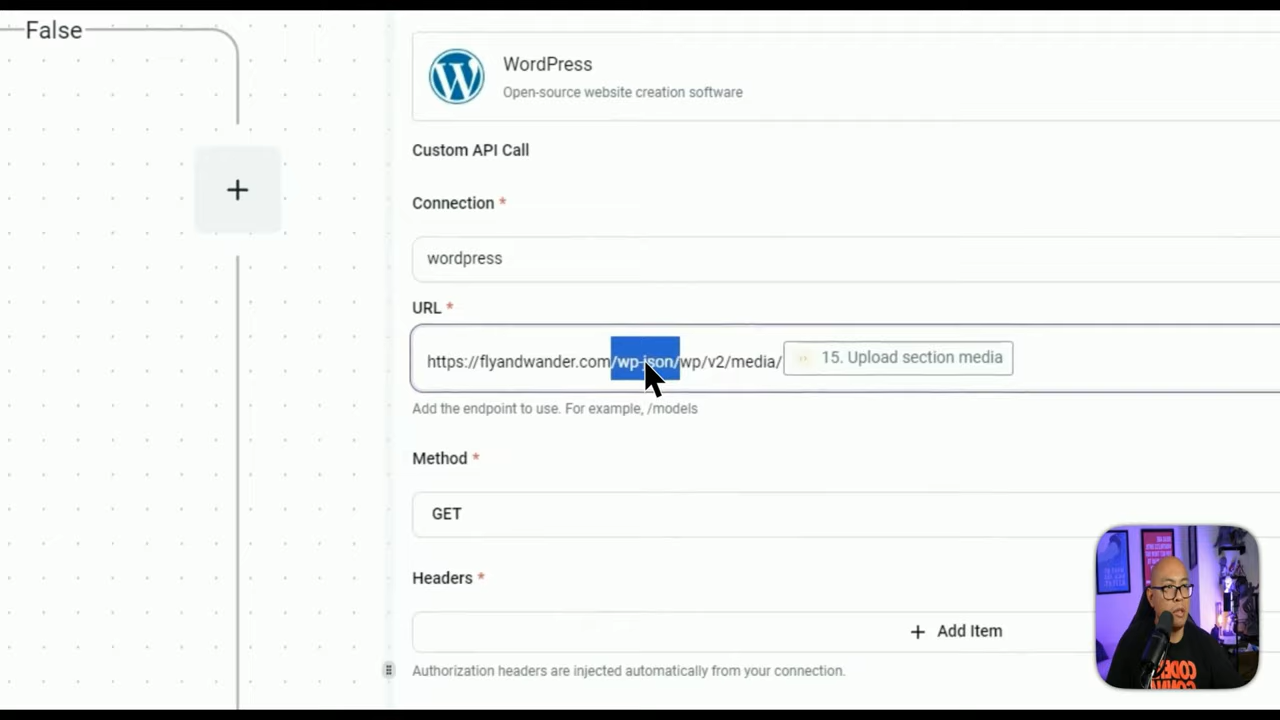 False
WordPress
Open-source website creation software
Custom API Call
Connection *
wordpress
URL *
https://flyandwander.com/wp-json/wp/v2/media/ 15. Upload section media
Add the endpoint to use. For example, /models
Method *
GET
Headers *
+ Add Item
Authorization headers are injected automatically from your connection.